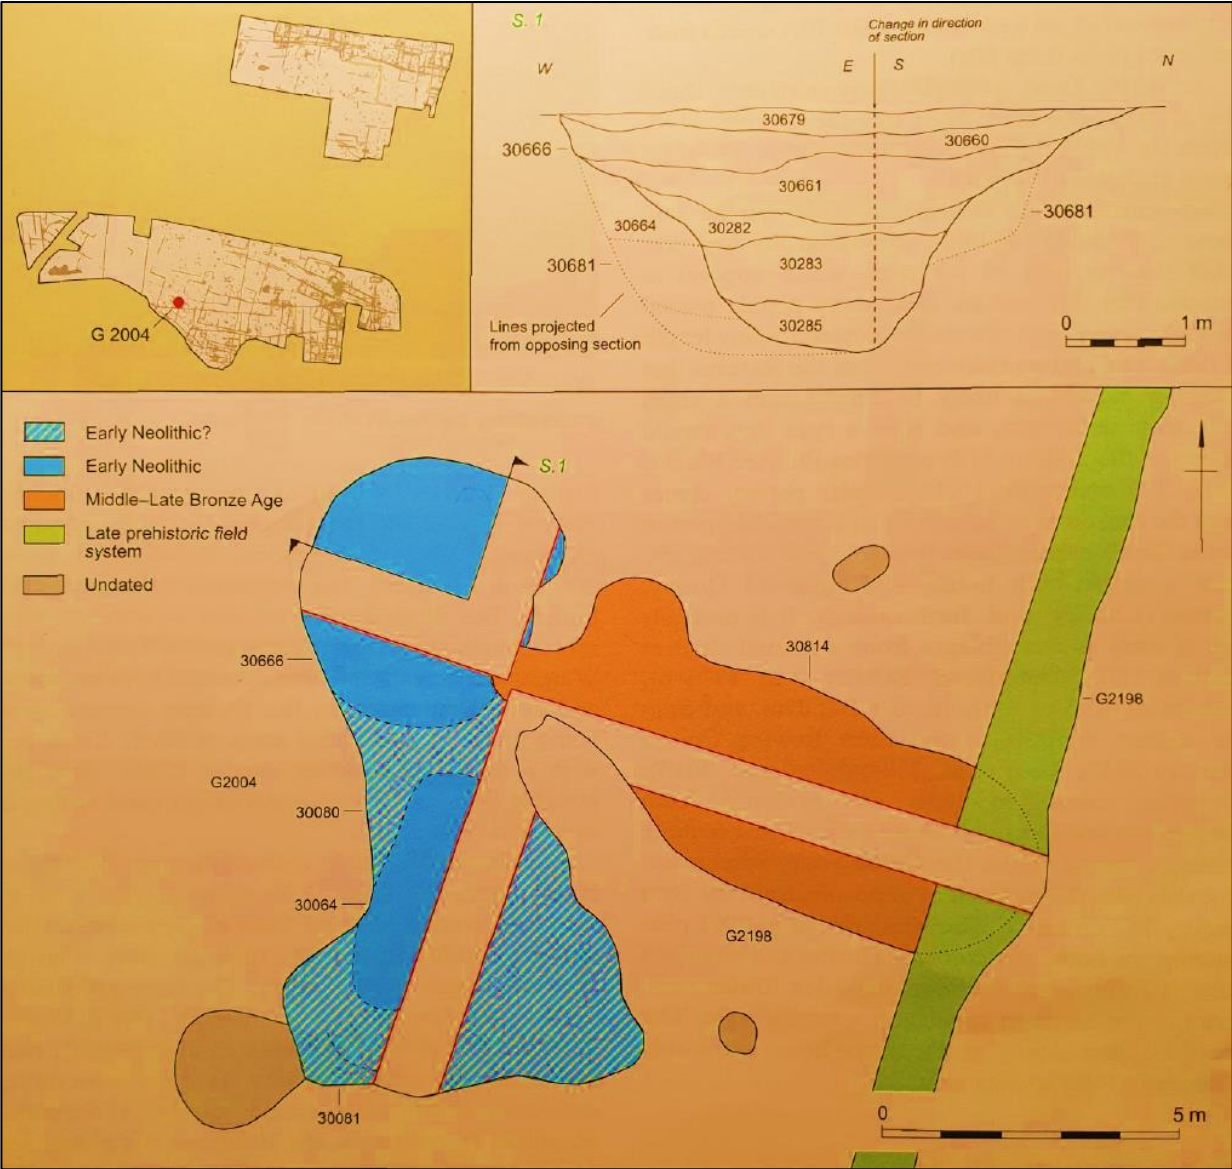 G 2004
S. 1
Change in direction
of section
W
E
S
N
30679
30660
30666
30661
30681
30664
30282
30681
30283
Lines projected
from opposing section
30285
0
1 m
Early Neolithic?
Early Neolithic
Middle–Late Bronze Age
Late prehistoric field
system
Undated
S.1
30666
30814
G2198
G2004
30080
30064
G2198
30081
0
5 m